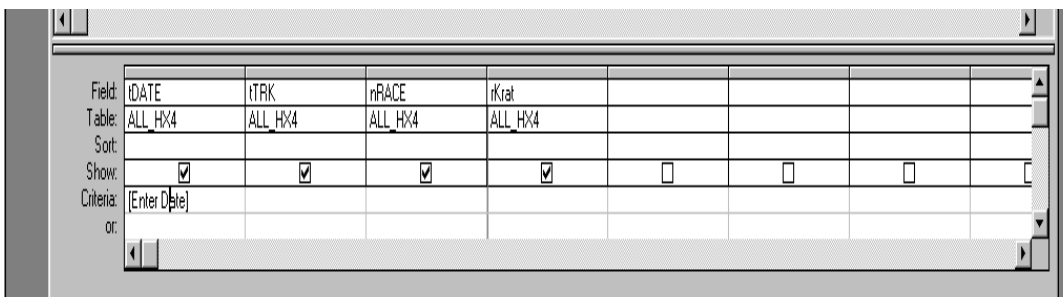 Field: tDATE tTRK nRACE rKrat
Table: ALL_HX4 ALL_HX4 ALL_HX4 ALL_HX4
Sort:
Show:
Criteria: [Enter Date]
or: